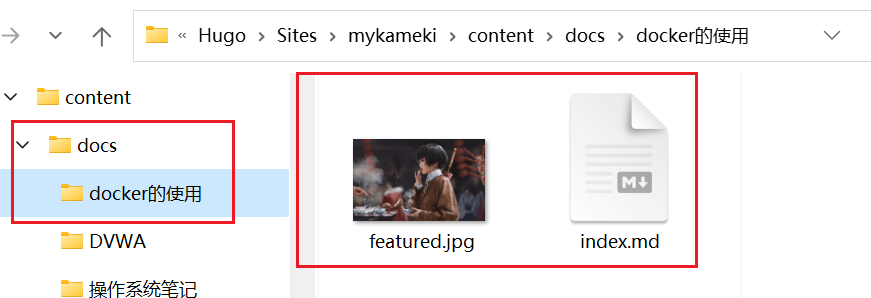 « Hugo > Sites > mykameki > content > docs > docker的使用
content
docs
docker的使用
DVWA
操作系统笔记
M
featured.jpg
index.md